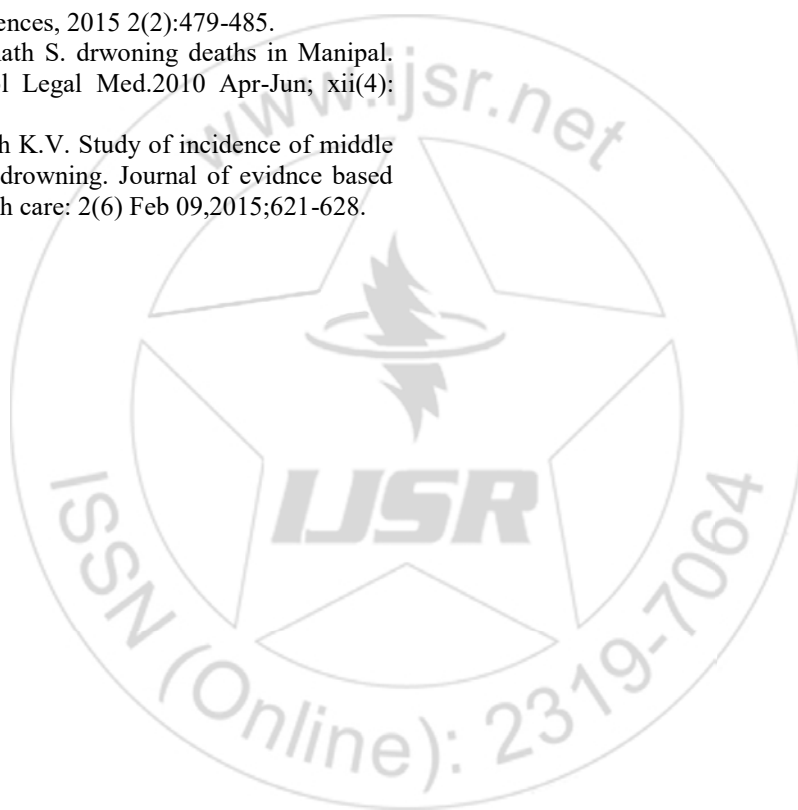 ences, 2015 2(2):479-485.
ath S. drwoning deaths in Manipal.
l Legal Med.2010 Apr-Jun; xii(4):
h K.V. Study of incidence of middle
drowning. Journal of evidnce based
h care: 2(6) Feb 09,2015;621-628.
www.ijsr.net
IJSR
ISSN (Online): 2319-7064